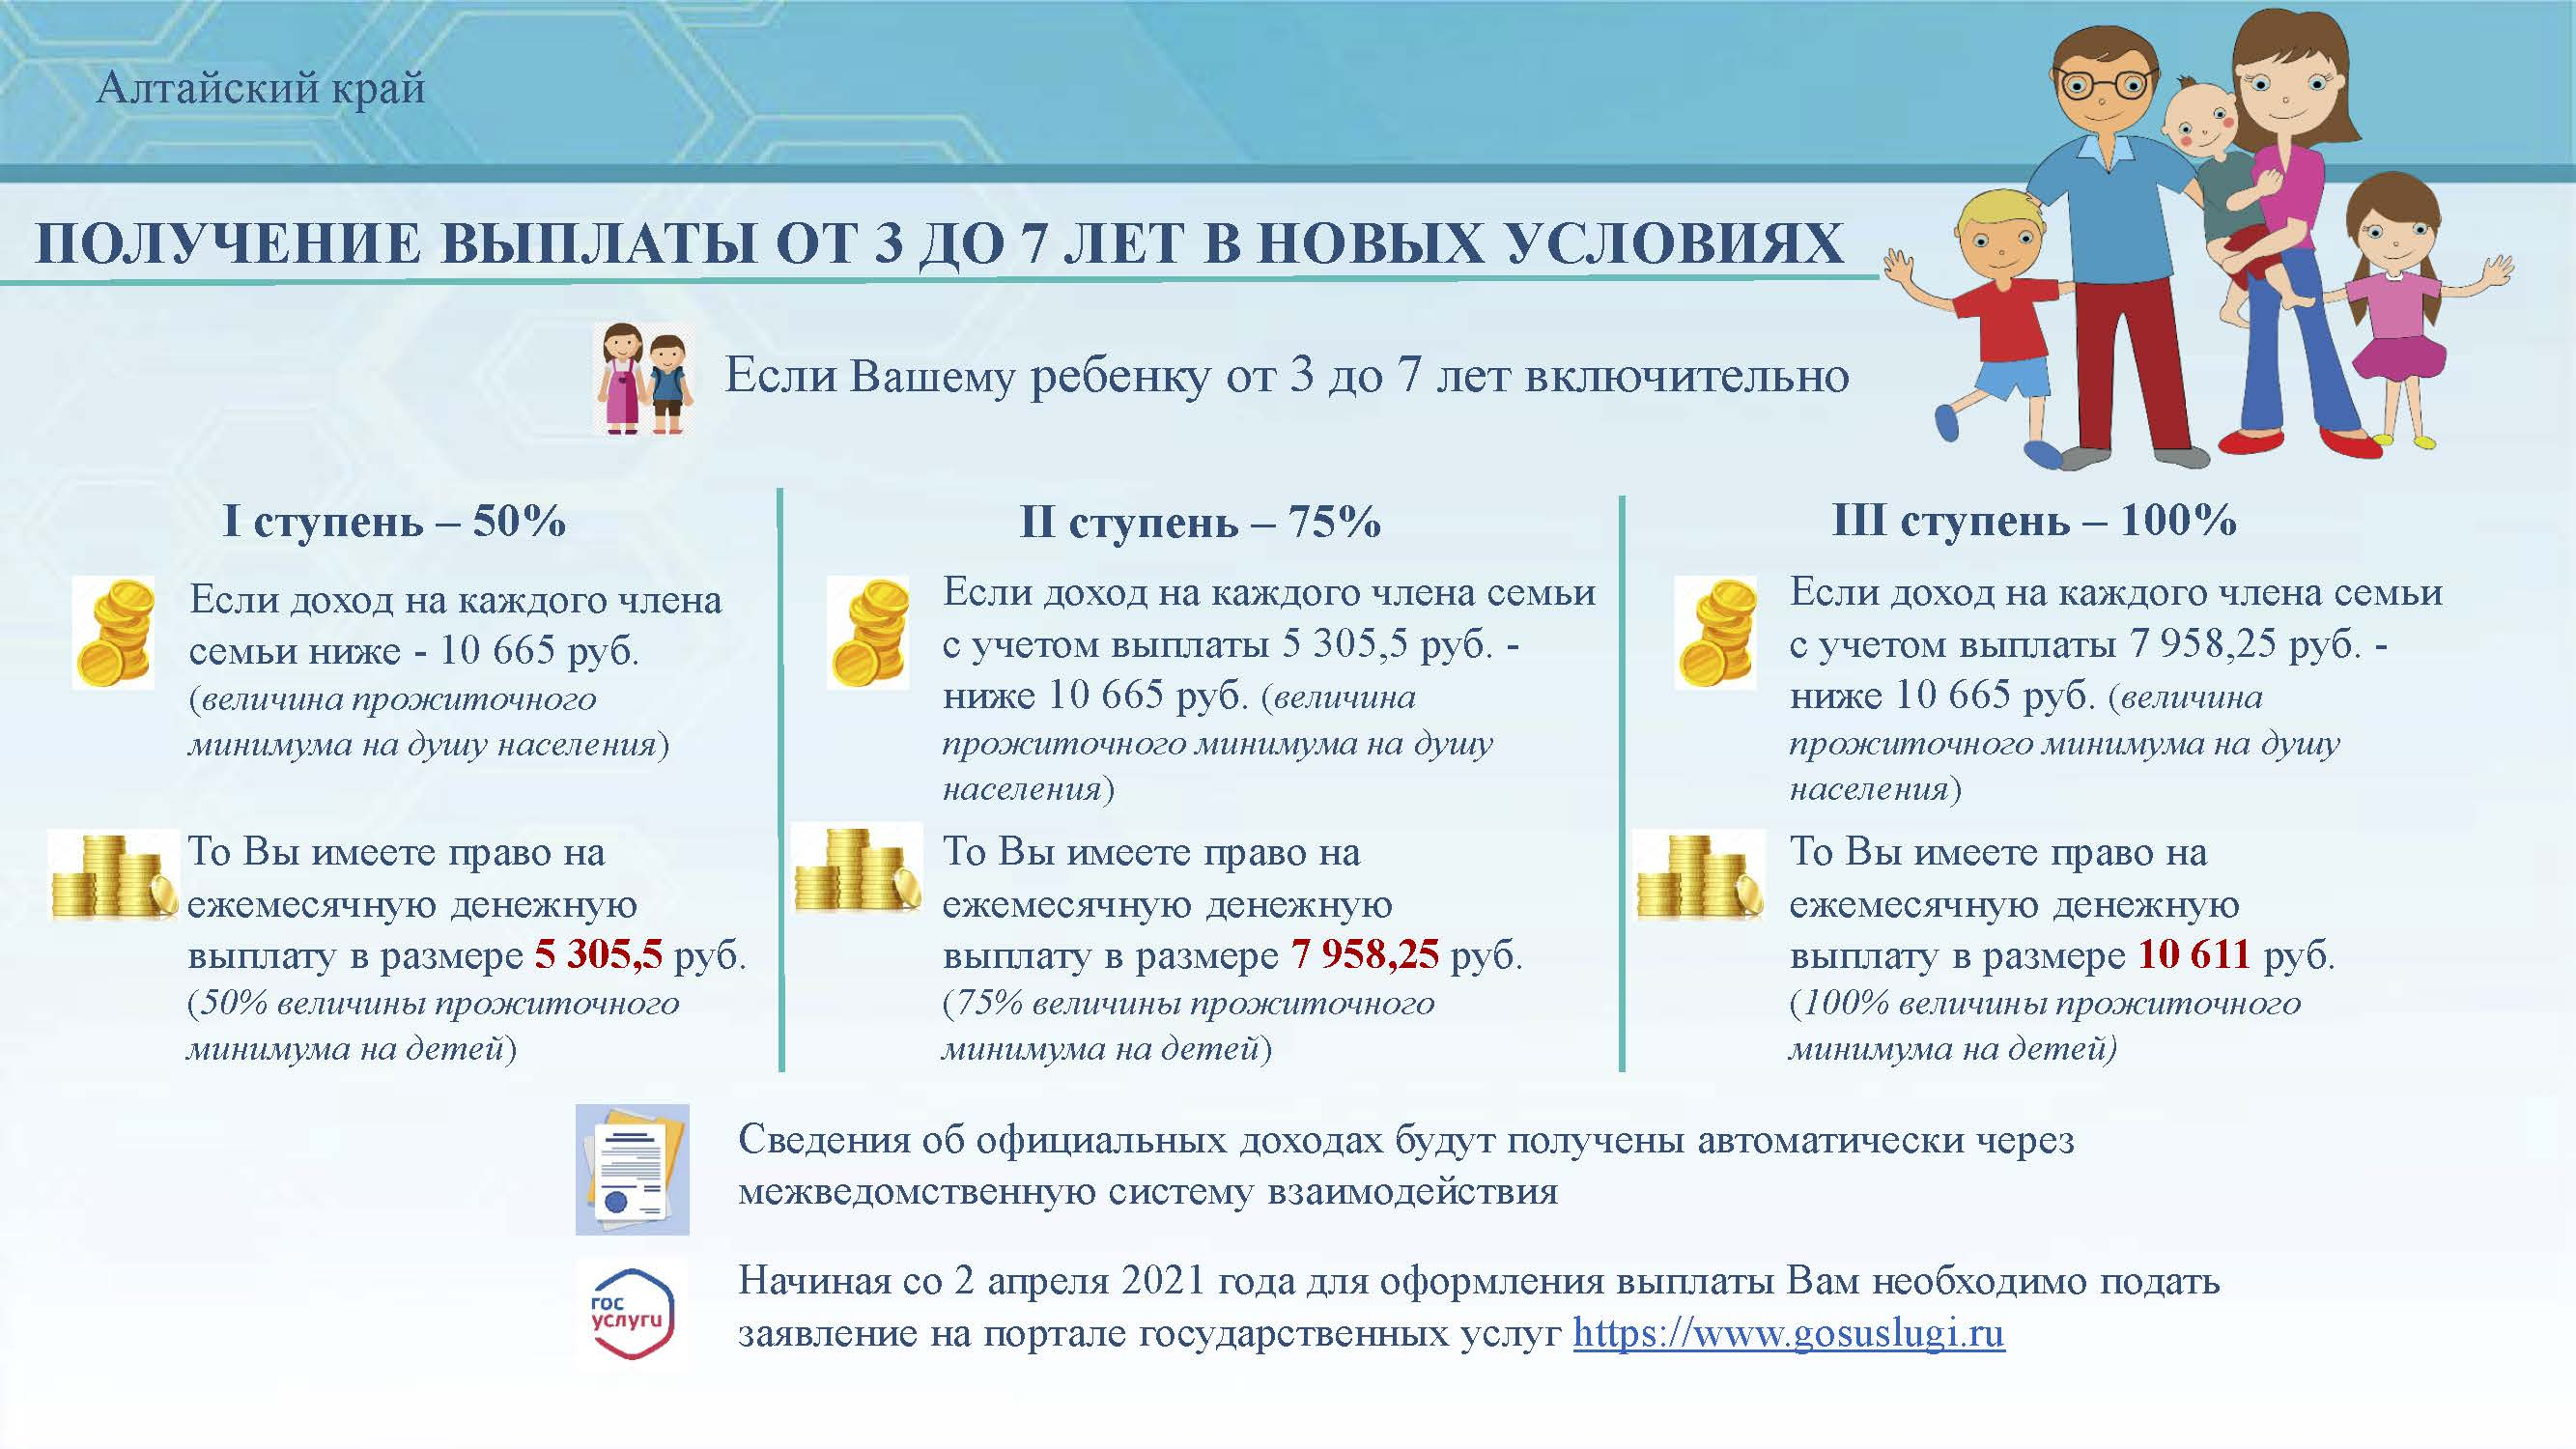 Алтайский край
ПОЛУЧЕНИЕ ВЫПЛАТЫ ОТ 3 ДО 7 ЛЕТ В НОВЫХ УСЛОВИЯХ
Если Вашему ребенку от 3 до 7 лет включительно
I ступень – 50%
Если доход на каждого члена
семьи ниже - 10 665 руб.
(величина прожиточного
минимума на душу населения)
То Вы имеете право на
ежемесячную денежную
выплату в размере 5 305,5 руб.
(50% величины прожиточного
минимума на детей)
II ступень – 75%
Если доход на каждого члена семьи
с учетом выплаты 5 305,5 руб. -
ниже 10 665 руб. (величина
прожиточного минимума на душу
населения)
То Вы имеете право на
ежемесячную денежную
выплату в размере 7 958,25 руб.
(75% величины прожиточного
минимума на детей)
III ступень – 100%
Если доход на каждого члена семьи
с учетом выплаты 7 958,25 руб. -
ниже 10 665 руб. (величина
прожиточного минимума на душу
населения)
То Вы имеете право на
ежемесячную денежную
выплату в размере 10 611 руб.
(100% величины прожиточного
минимума на детей)
Сведения об официальных доходах будут получены автоматически через
межведомственную систему взаимодействия
гос
услуги
Начиная со 2 апреля 2021 года для оформления выплаты Вам необходимо подать
заявление на портале государственных услуг https://www.gosuslugi.ru